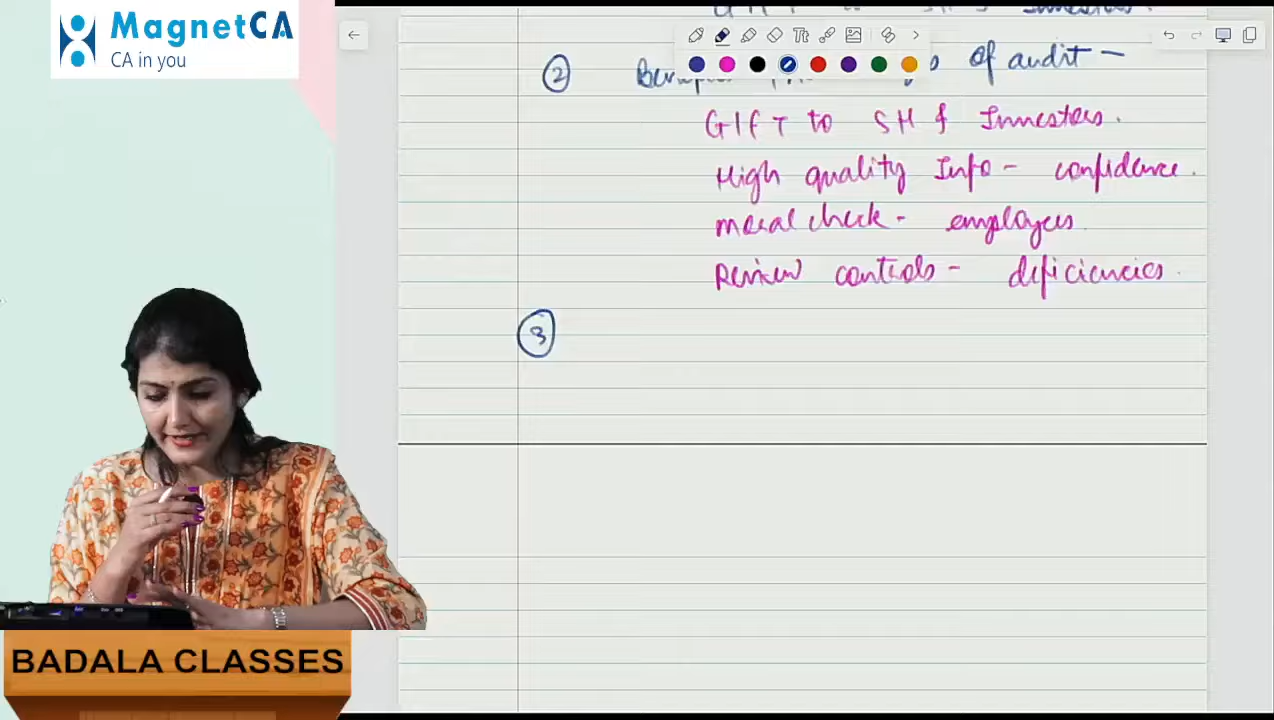 MagnetCA
CA in you
② of audit -
GIFT to SH & Investors.
High quality Info - confidence.
Moral check - employees
Review controls - deficiencies.
③
BADALA CLASSES